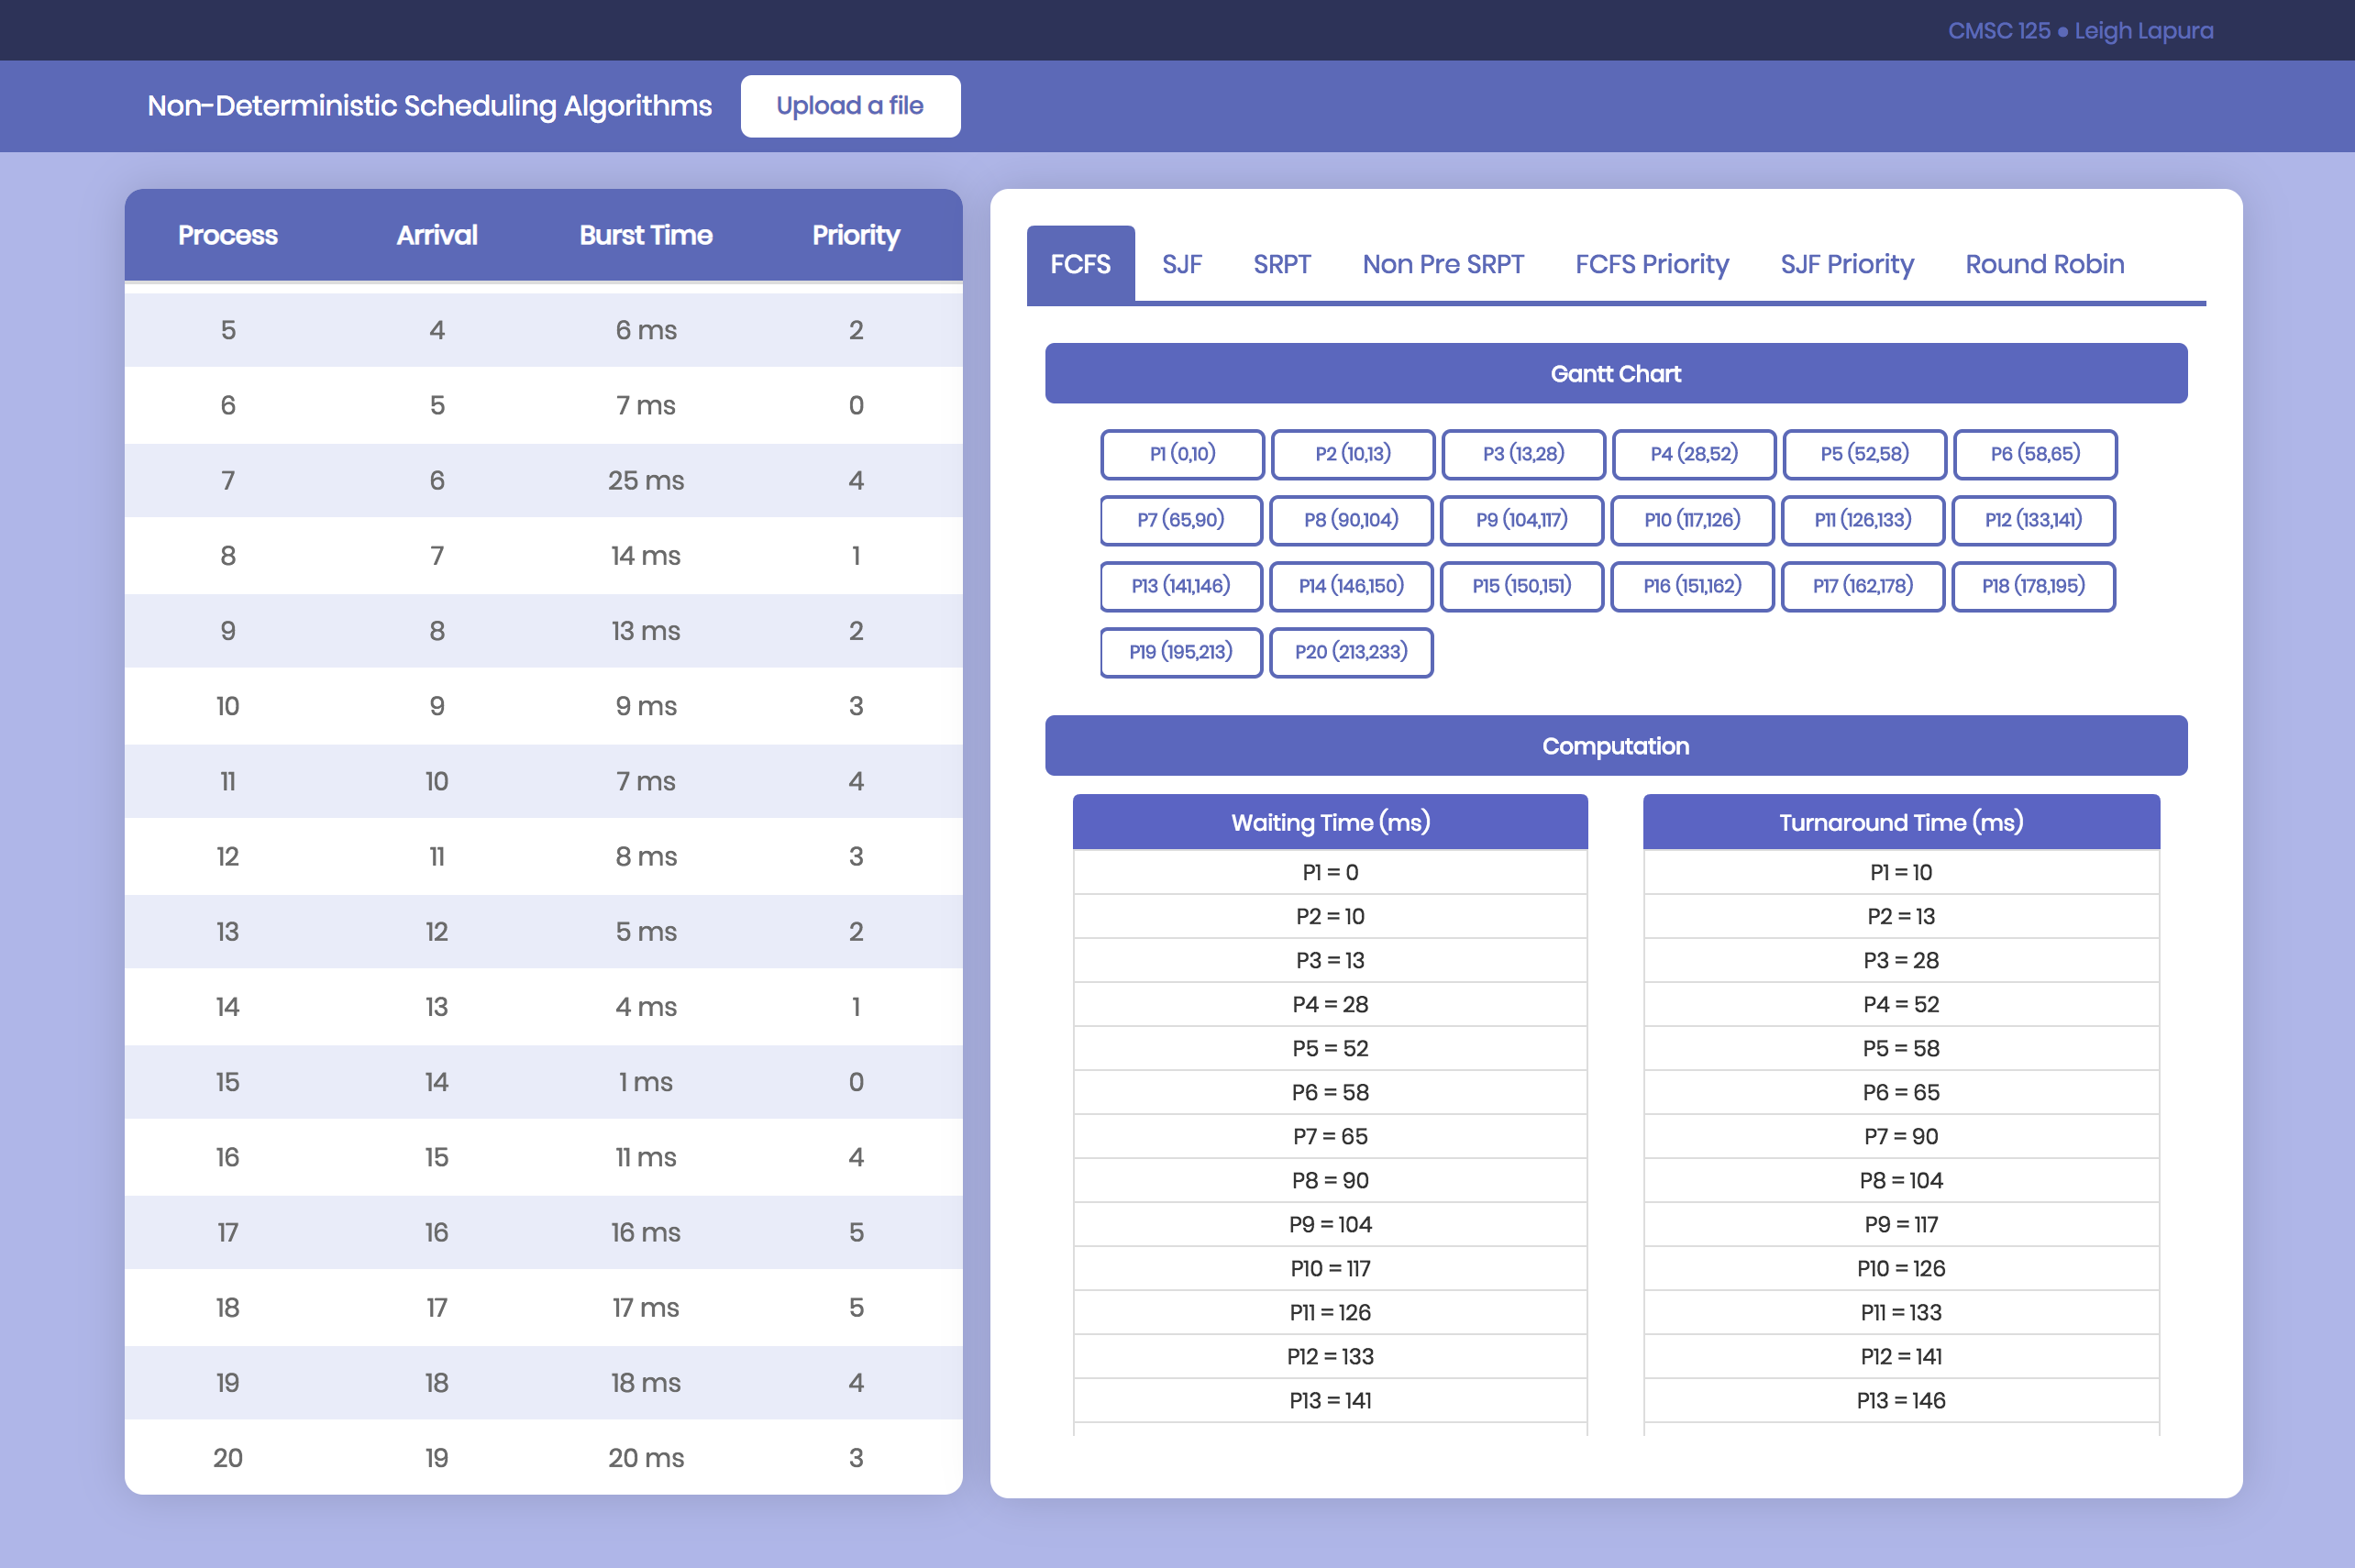 CMSC 125 ● Leigh Lapura
Non-Deterministic Scheduling Algorithms Upload a file
Process Arrival Burst Time Priority
5 4 6 ms 2
6 5 7 ms 0
7 6 25 ms 4
8 7 14 ms 1
9 8 13 ms 2
10 9 9 ms 3
11 10 7 ms 4
12 11 8 ms 3
13 12 5 ms 2
14 13 4 ms 1
15 14 1 ms 0
16 15 11 ms 4
17 16 16 ms 5
18 17 17 ms 5
19 18 18 ms 4
20 19 20 ms 3
FCFS SJF SRPT Non Pre SRPT FCFS Priority SJF Priority Round Robin
Gantt Chart
P1 (0,10) P2 (10,13) P3 (13,28) P4 (28,52) P5 (52,58) P6 (58,65)
P7 (65,90) P8 (90,104) P9 (104,117) P10 (117,126) P11 (126,133) P12 (133,141)
P13 (141,146) P14 (146,150) P15 (150,151) P16 (151,162) P17 (162,178) P18 (178,195)
P19 (195,213) P20 (213,233)
Computation
Waiting Time (ms) Turnaround Time (ms)
P1 = 0 P1 = 10
P2 = 10 P2 = 13
P3 = 13 P3 = 28
P4 = 28 P4 = 52
P5 = 52 P5 = 58
P6 = 58 P6 = 65
P7 = 65 P7 = 90
P8 = 90 P8 = 104
P9 = 104 P9 = 117
P10 = 117 P10 = 126
P11 = 126 P11 = 133
P12 = 133 P12 = 141
P13 = 141 P13 = 146